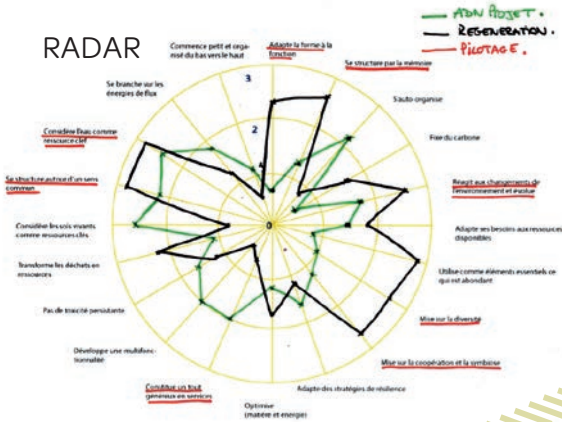 RADAR
ADN PROJET.
REGENERATION.
PILOTAGE.
Commence petit et orga-
nisé du bas vers le haut
Adapte la forme à la
fonction
Se structure par la mémoire
S'auto-organise
Fixe du carbone
Réagit aux changements de
l'environnement et évolue
Adapte ses besoins aux ressources
disponibles
Utilise comme éléments essentiels ce
qui est abondant
Mise sur la diversité
Mise sur la coopération et la symbiose
Adapte des stratégies de résilience
Optimise
(matière et énergie)
Constitue un tout
généreux en services
Développe une multifonc-
tionnalité
Pas de toxicité persistante
Transforme les déchets en
ressources
Considère les sols vivants
comme ressources clés
Se structure autour d'un sens
commun
Considère l'eau comme
ressource clef
Se branche sur les
énergies de flux
3
2
0